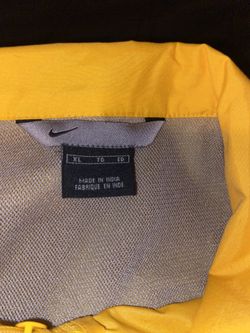 XL TG EG
MADE IN INDIA
FABRIQUE EN INDE